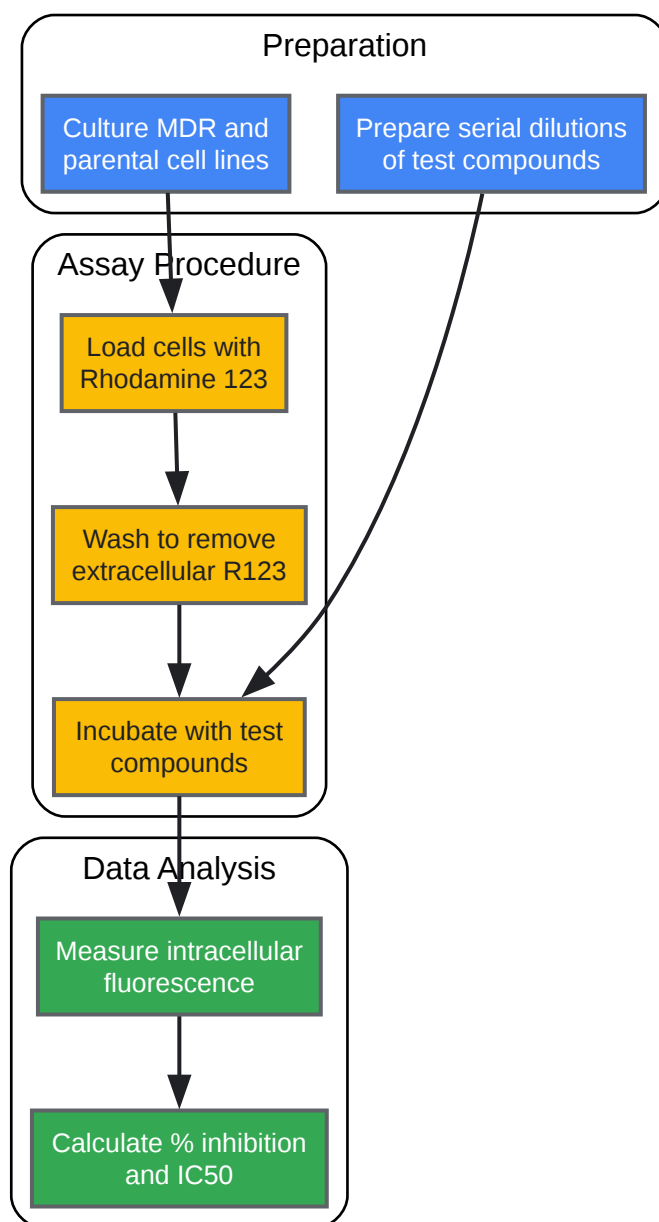 Preparation
Culture MDR and
parental cell lines
Prepare serial dilutions
of test compounds
Assay Procedure
Load cells with
Rhodamine 123
Wash to remove
extracellular R123
Incubate with test
compounds
Data Analysis
Measure intracellular
fluorescence
Calculate % inhibition
and IC50